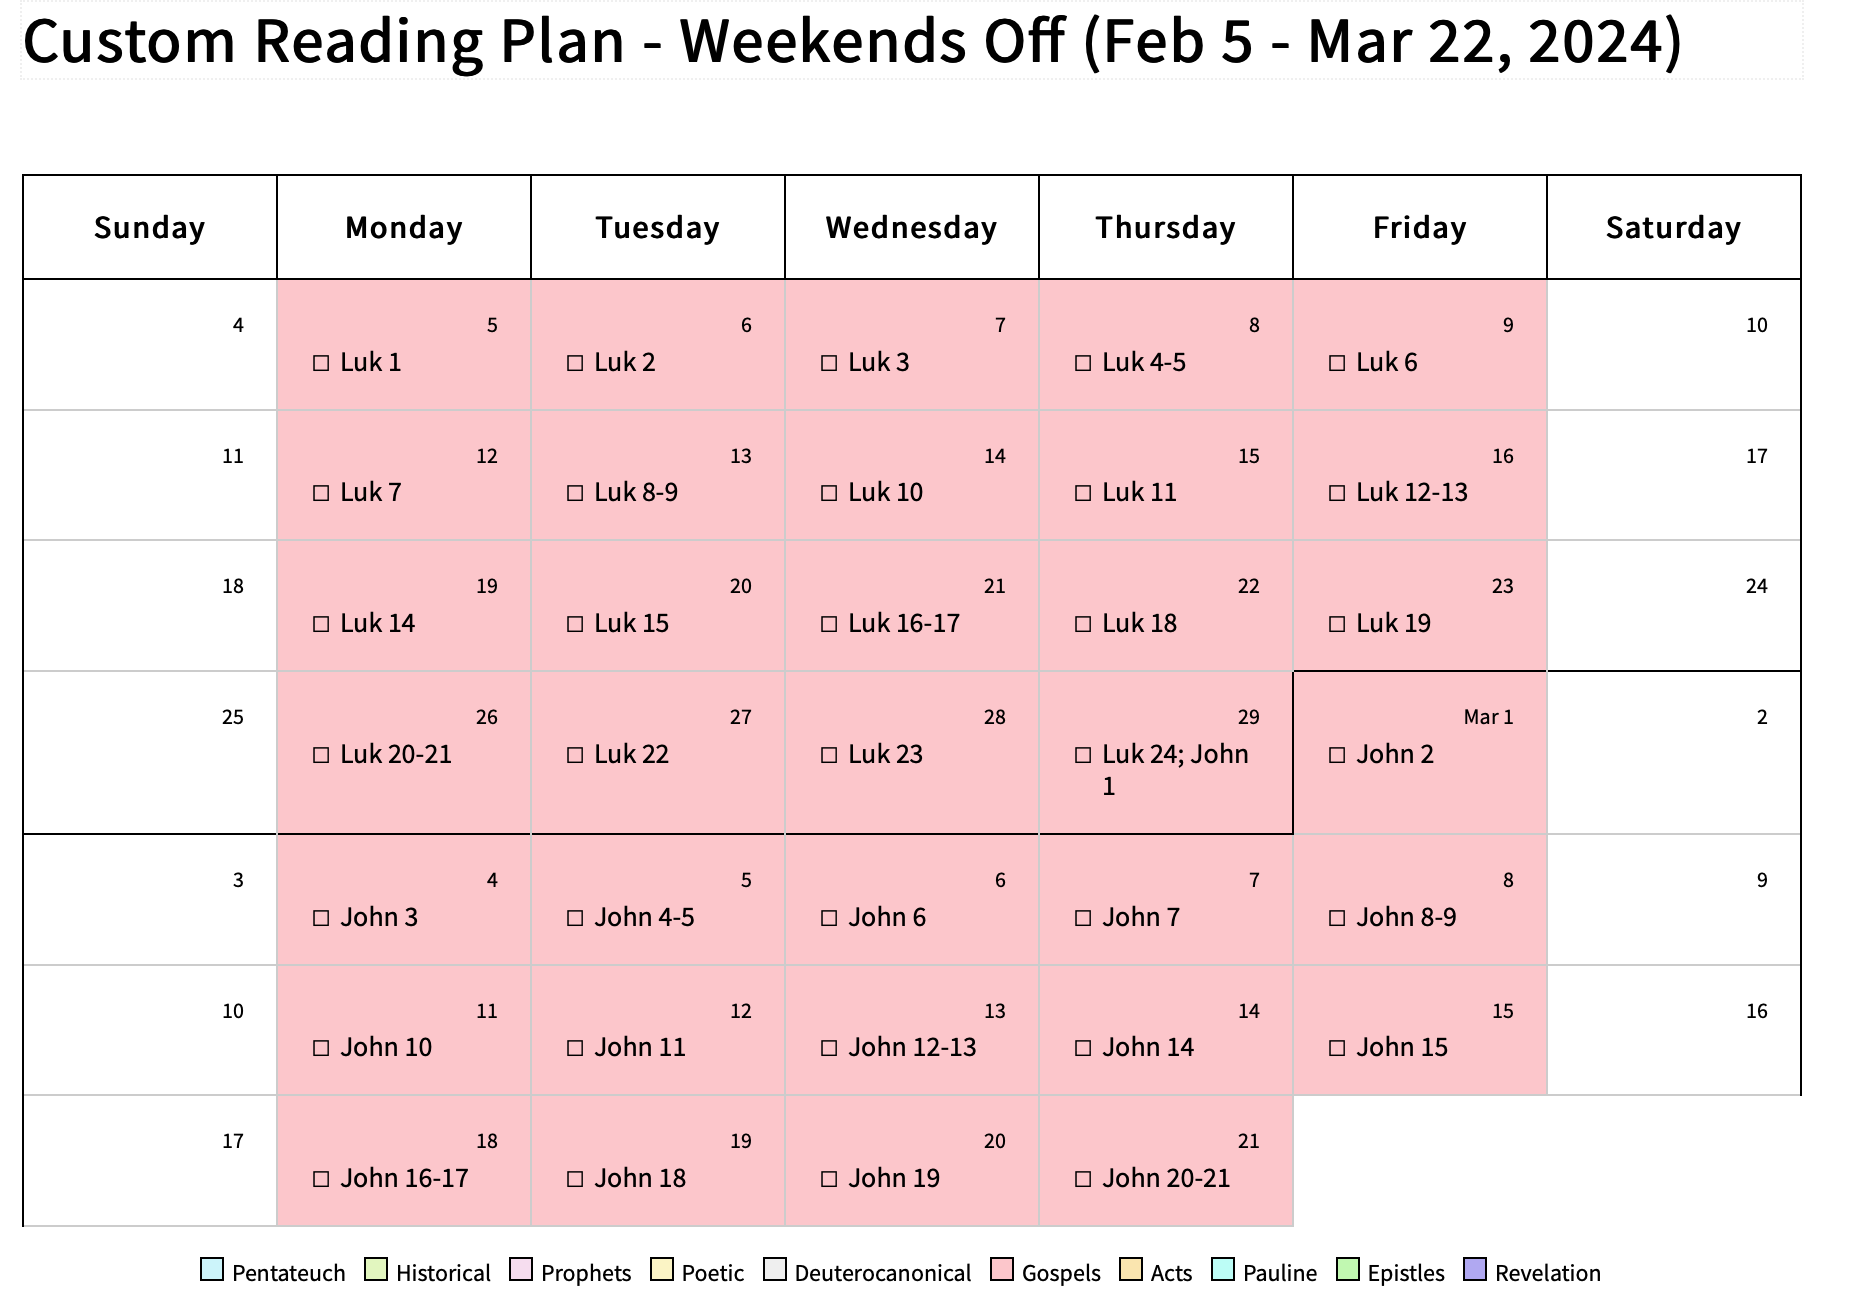 Custom Reading Plan - Weekends Off (Feb 5 - Mar 22, 2024)
Sunday Monday Tuesday Wednesday Thursday Friday Saturday
4 5 6 7 8 9 10
☐ Luk 1 ☐ Luk 2 ☐ Luk 3 ☐ Luk 4-5 ☐ Luk 6
11 12 13 14 15 16 17
☐ Luk 7 ☐ Luk 8-9 ☐ Luk 10 ☐ Luk 11 ☐ Luk 12-13
18 19 20 21 22 23 24
☐ Luk 14 ☐ Luk 15 ☐ Luk 16-17 ☐ Luk 18 ☐ Luk 19
25 26 27 28 29 Mar 1 2
☐ Luk 20-21 ☐ Luk 22 ☐ Luk 23 ☐ Luk 24; John ☐ John 2
1
3 4 5 6 7 8 9
☐ John 3 ☐ John 4-5 ☐ John 6 ☐ John 7 ☐ John 8-9
10 11 12 13 14 15 16
☐ John 10 ☐ John 11 ☐ John 12-13 ☐ John 14 ☐ John 15
17 18 19 20 21
☐ John 16-17 ☐ John 18 ☐ John 19 ☐ John 20-21
Pentateuch Historical Prophets Poetic Deuterocanonical Gospels Acts Pauline Epistles Revelation